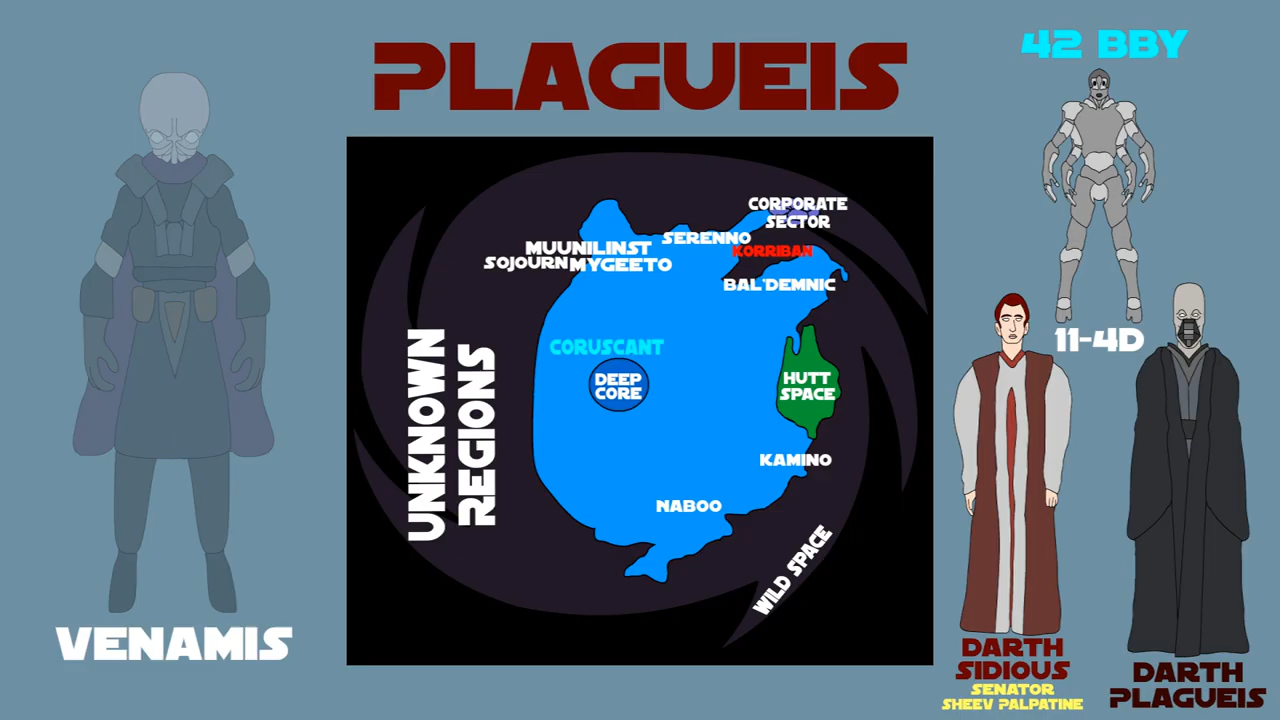 PLAGUEIS
42 BBY
CORPORATE
SECTOR
SERENNO
MUUNILINST
KORRIBAN
SOJOURN
MYGEETO
BAL'DEMNIC
UNKNOWN
REGIONS
CORUSCANT
DEEP
CORE
HUTT
SPACE
KAMINO
NABOO
WILD SPACE
11-4D
VENAMIS
DARTH
SIDIOUS
SENATOR
SHEEV PALPATINE
DARTH
PLAGUEIS